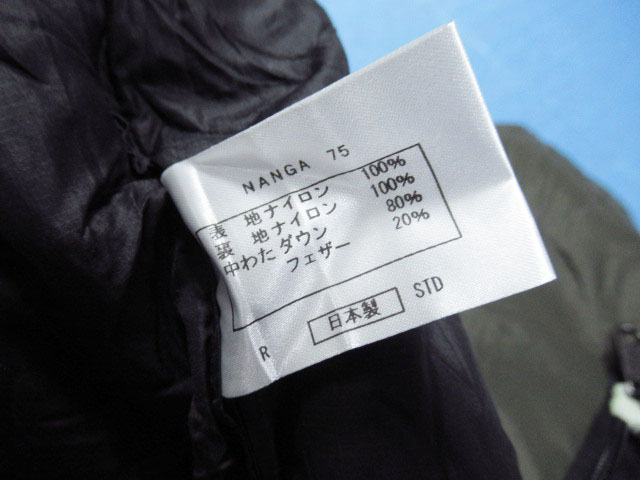 NANGA 75
表 地 ナイロン 100%
裏 地 ナイロン 100%
中わた ダウン 80%
フェザー 20%
R 日本製 STD